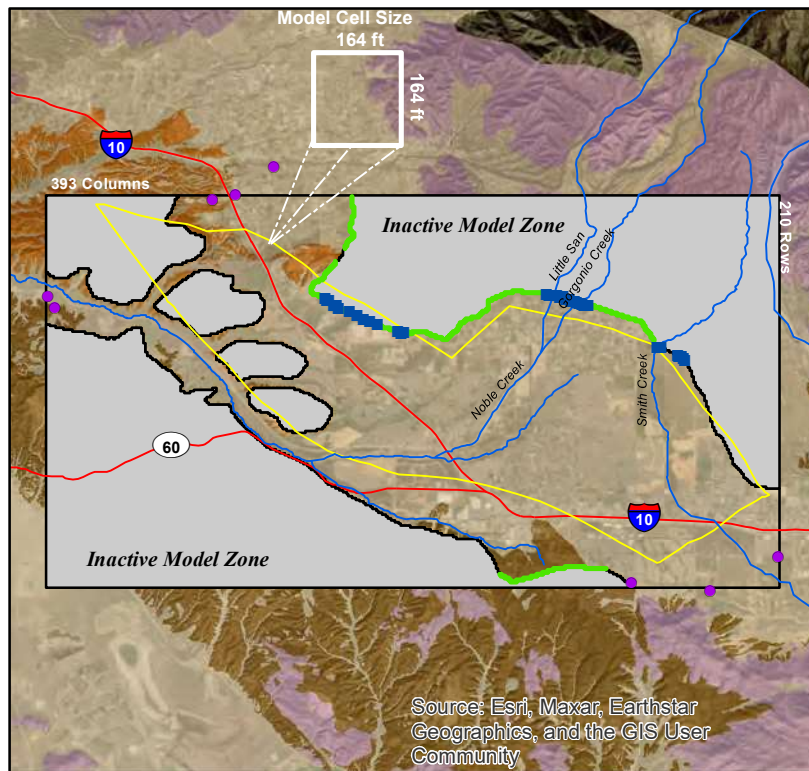 Model Cell Size
164 ft
164 ft
10
393 Columns
Inactive Model Zone
210 Rows
Little San
Gorgonio Creek
Noble Creek
Smith Creek
60
10
Inactive Model Zone
Source: Esri, Maxar, Earthstar
Geographics, and the GIS User
Community